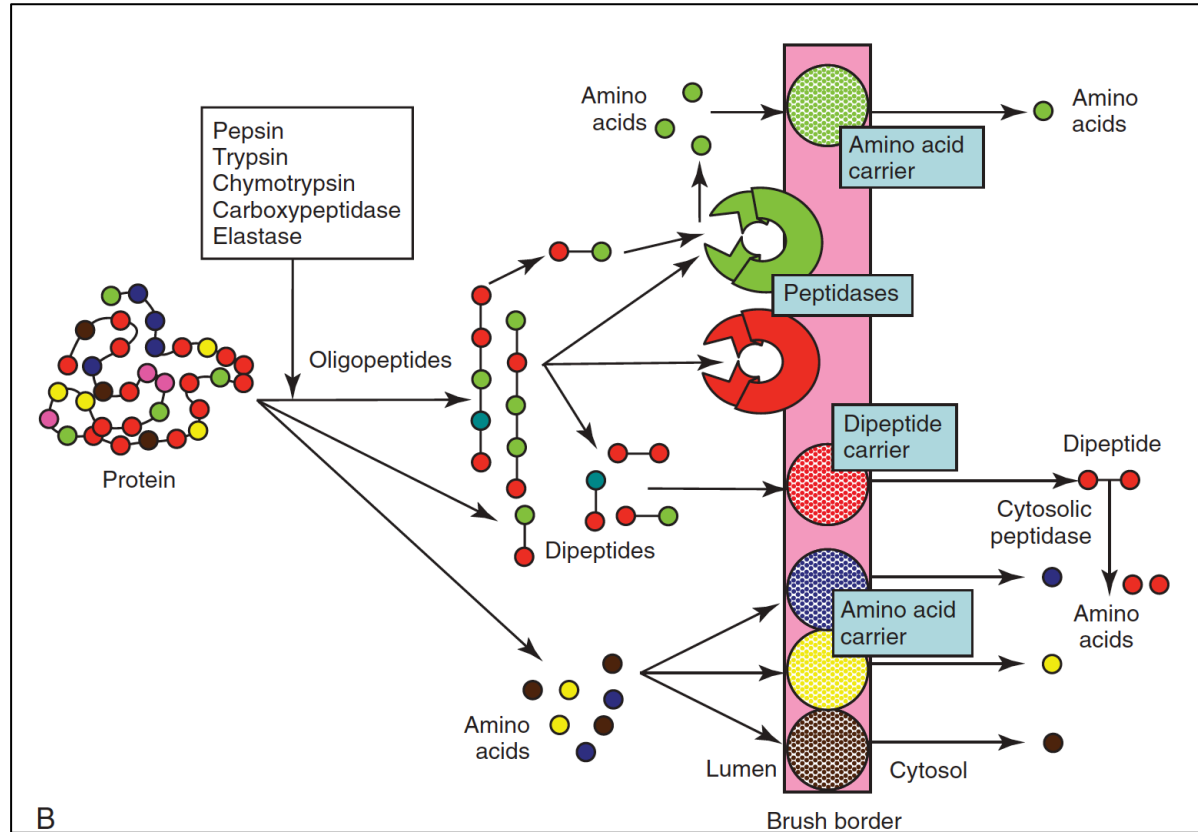 Pepsin
Trypsin
Chymotrypsin
Carboxypeptidase
Elastase
Protein
Oligopeptides
Dipeptides
Amino
acids
Amino
acids
Amino acid
carrier
Amino
acids
Peptidases
Dipeptide
carrier
Dipeptide
Cytosolic
peptidase
Amino
acids
Amino acid
carrier
Lumen
Cytosol
Brush border
B